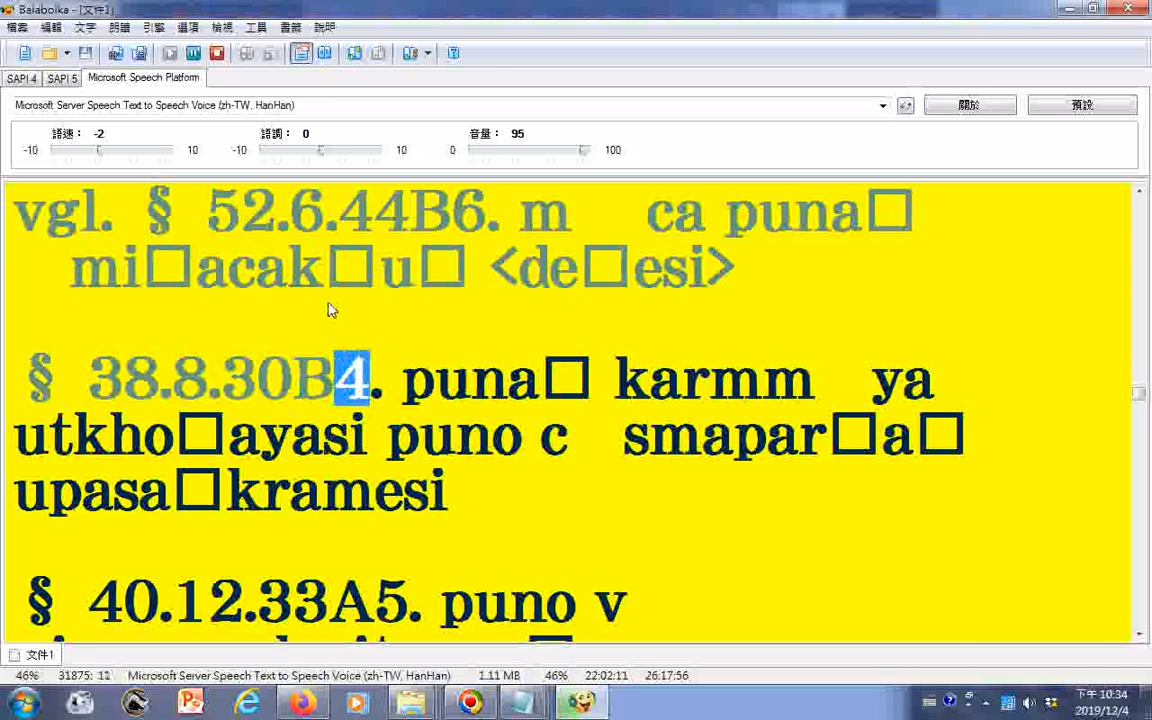 Balabolka - [文件1]
檔案 編輯 文字 朗讀 引擎 選項 檢視 工具 書籤 說明
SAPI 4 SAPI 5 Microsoft Speech Platform
Microsoft Server Speech Text to Speech Voice (zh-TW, HanHan) 關於 預設
語速： -2 語調： 0 音量： 95
-10 10 -10 10 0 100
vgl. § 52.6.44B6. m ca puna□
mi□acak□u□ <de□esi>
§ 38.8.30B4. puna□ karmm ya
utkho□ayasi puno c smapar□a□
upasa□kramesi
§ 40.12.33A5. puno v
文件1
46% 31875: 11 Microsoft Server Speech Text to Speech Voice (zh-TW, HanHan) 1.11 MB 46% 22:02:11 26:17:56
下午 10:34
2019/12/4